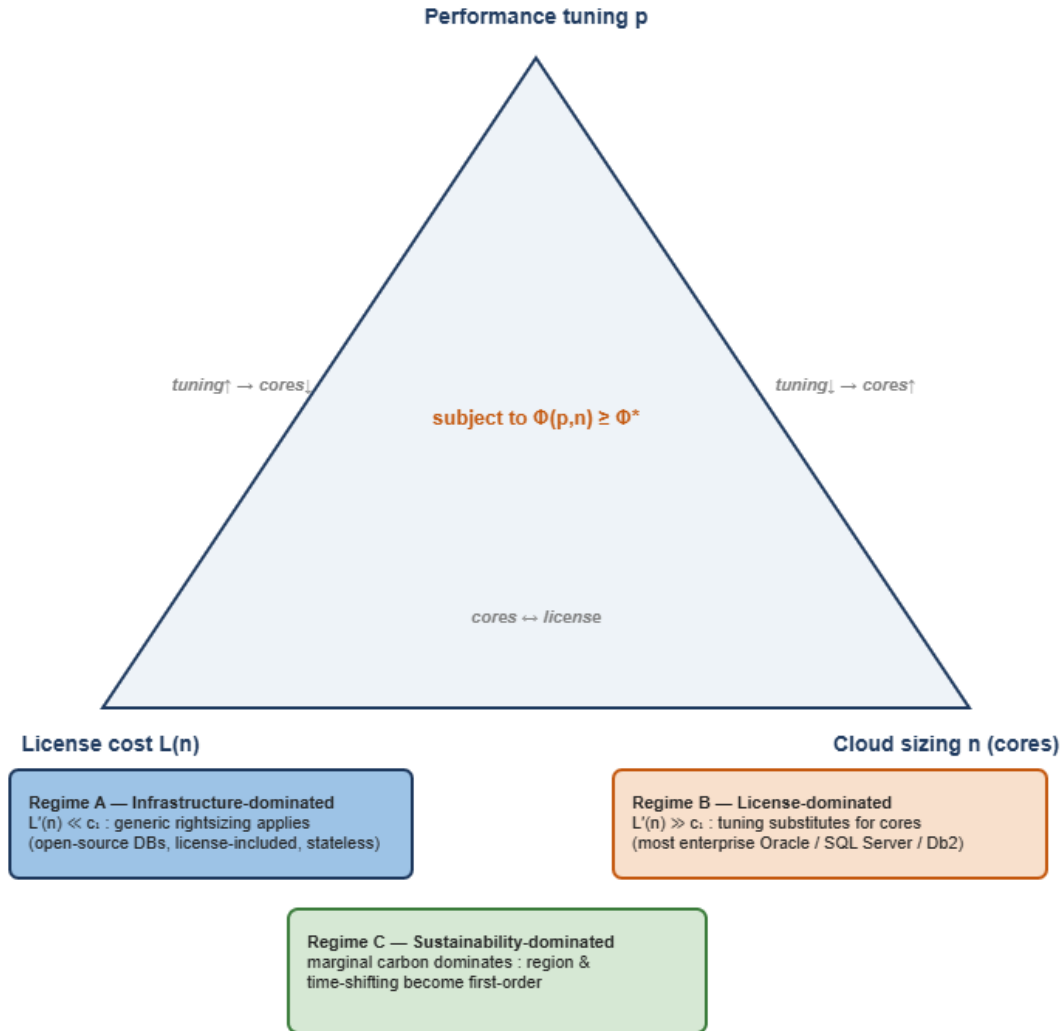 Performance tuning p
tuning↑ → cores↓
tuning↓ → cores↑
subject to Φ(p,n) ≥ Φ*
cores ↔ license
License cost L(n)
Cloud sizing n (cores)
Regime A — Infrastructure-dominated
L'(n) ≪ c₁ : generic rightsizing applies
(open-source DBs, license-included, stateless)
Regime B — License-dominated
L'(n) ≫ c₁ : tuning substitutes for cores
(most enterprise Oracle / SQL Server / Db2)
Regime C — Sustainability-dominated
marginal carbon dominates : region &
time-shifting become first-order